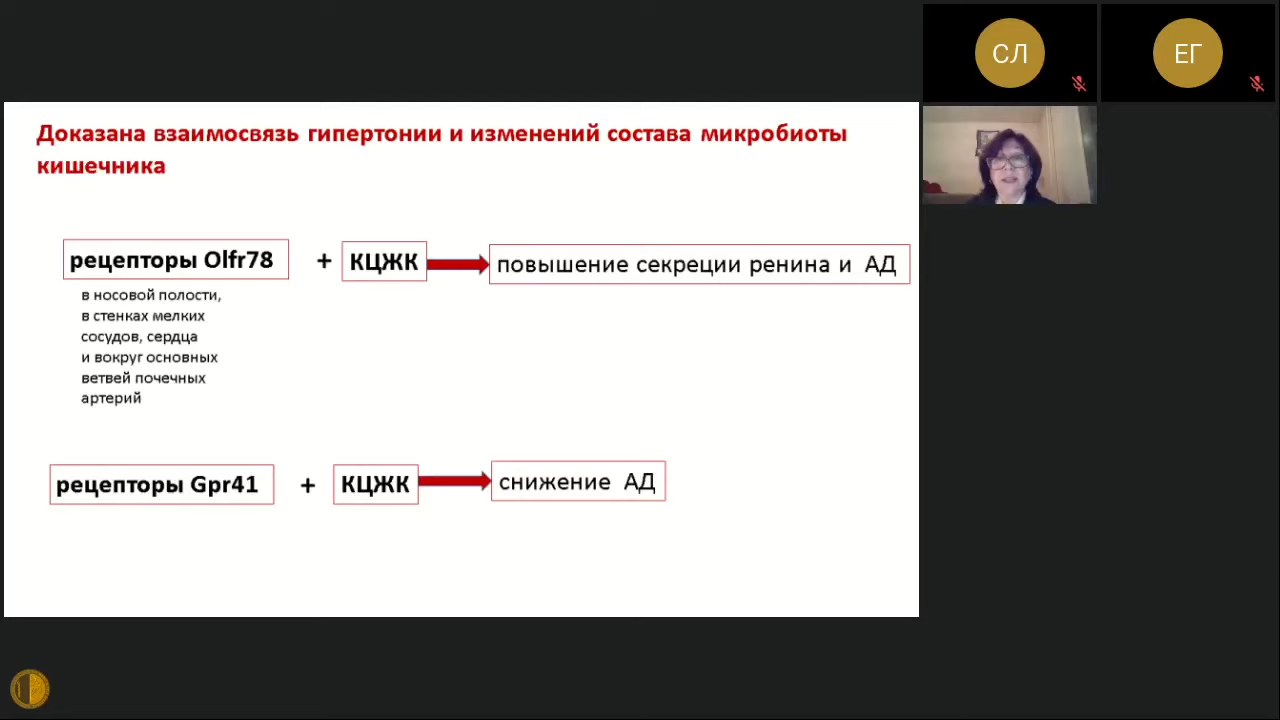 СЛ
ЕГ
Доказана взаимосвязь гипертонии и изменений состава микробиоты
кишечника
рецепторы Olfr78 + КЦЖК повышение секреции ренина и АД
в носовой полости,
в стенках мелких
сосудов, сердца
и вокруг основных
ветвей почечных
артерий
рецепторы Gpr41 + КЦЖК снижение АД